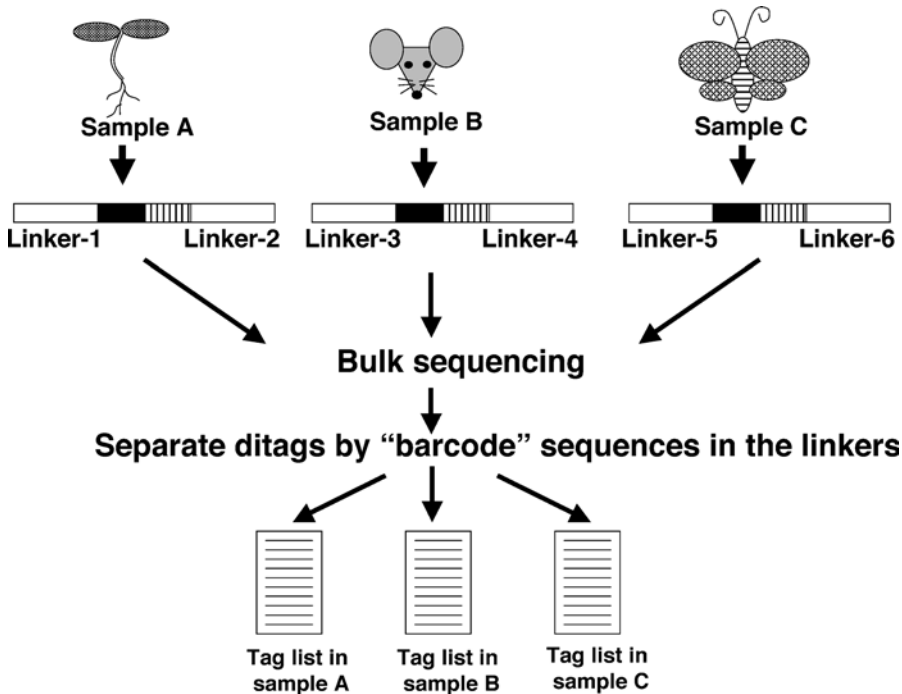 Sample A
Sample B
Sample C
Linker-1
Linker-2
Linker-3
Linker-4
Linker-5
Linker-6
Bulk sequencing
Separate ditags by “barcode” sequences in the linkers
Tag list in
sample A
Tag list in
sample B
Tag list in
sample C